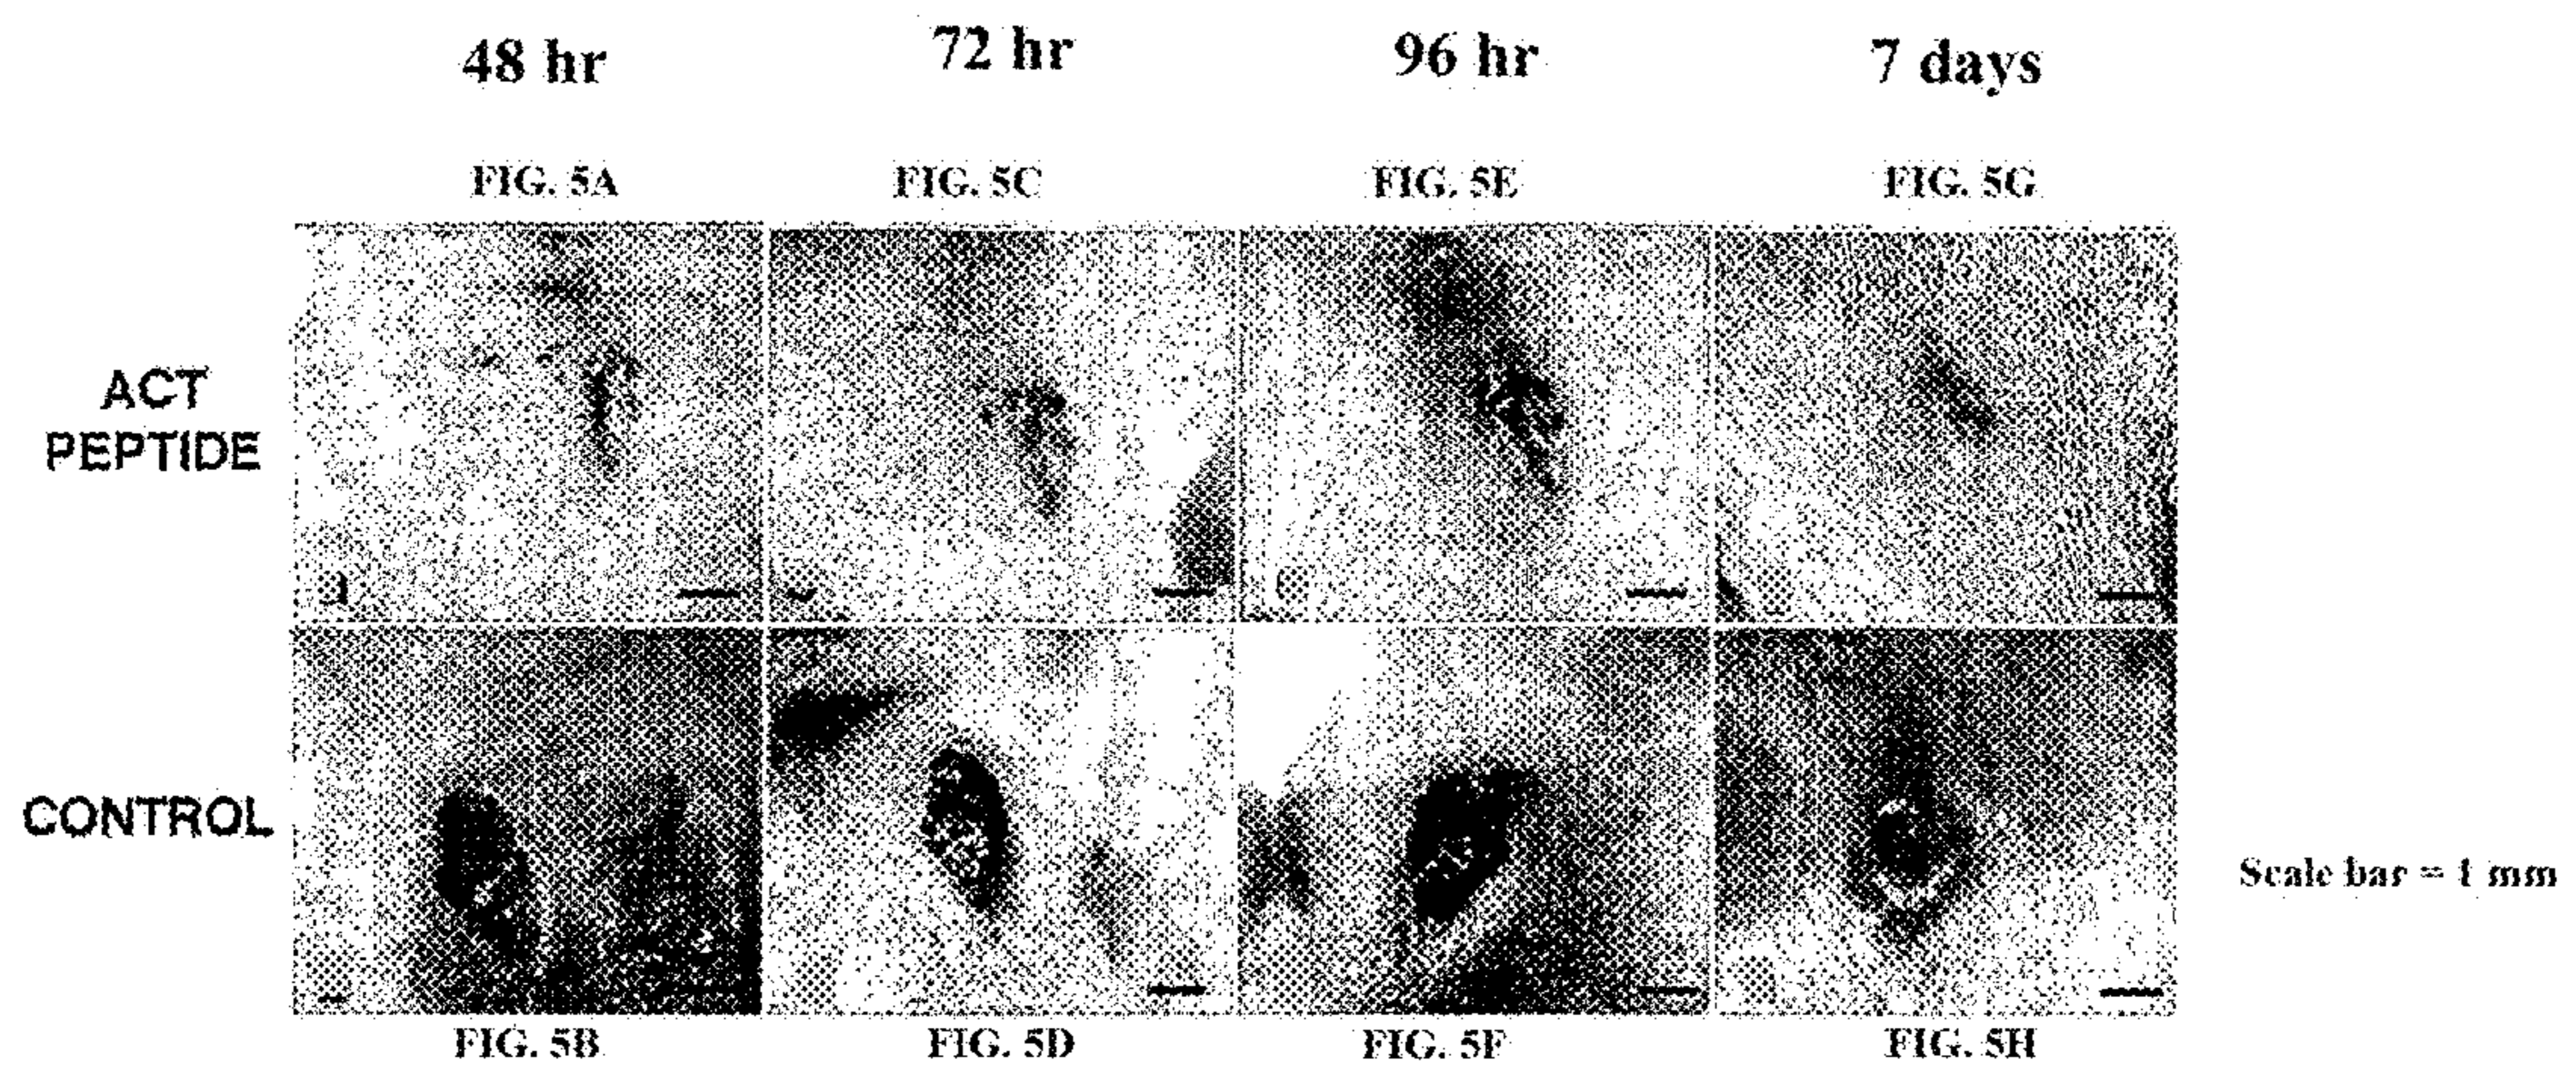 48 hr 72 hr 96 hr 7 days
FIG. 5A FIG. 5C FIG. 5E FIG. 5G
ACT
PEPTIDE
a
CONTROL
Scale bar = 1 mm
FIG. 5B FIG. 5D FIG. 5F FIG. 5H